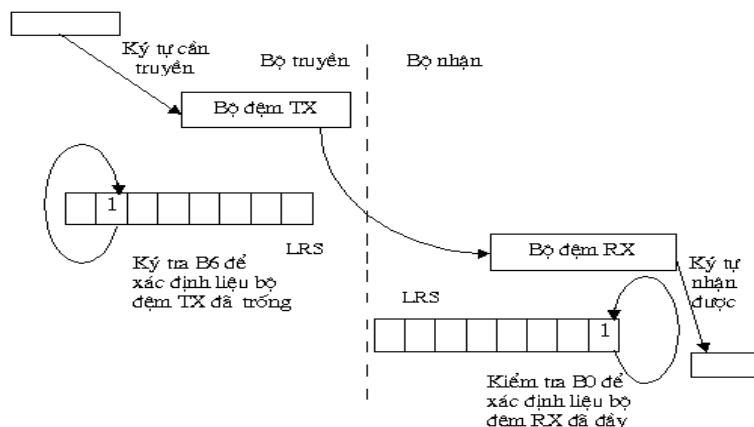 Ký tự cần
truyền
Bộ truyền
Bộ nhận
Bộ đệm TX
1
LRS
Ký tra B6 để
xác định liệu bộ
đệm TX đã trống
Bộ đệm RX
Ký tự
nhận
được
LRS
1
Kiểm tra B0 để
xác định liệu bộ
đệm RX đã đầy